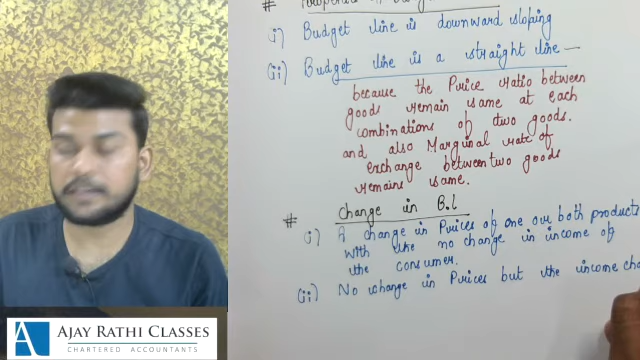 #
i) Budget line is downward sloping
ii) Budget line is a straight line —
because the Price ratio between
goods remain same at each
combinations of two goods.
and also Marginal rate of
exchange between two goods
remains same.
# Change in B.L
i) A change in Prices of one or both products
with the no change in income of
the consumer.
ii) No change in Prices but the income cha
AJAY RATHI CLASSES
CHARTERED ACCOUNTANTS